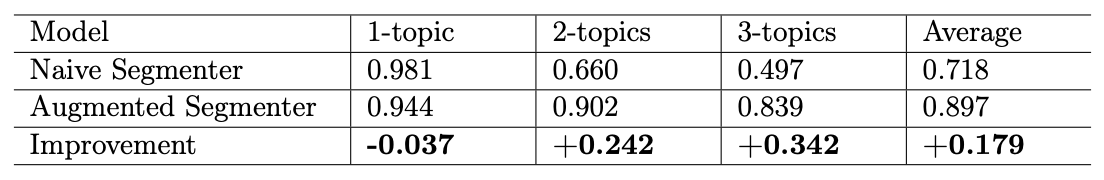 Model 1-topic 2-topics 3-topics Average
Naive Segmenter 0.981 0.660 0.497 0.718
Augmented Segmenter 0.944 0.902 0.839 0.897
Improvement -0.037 +0.242 +0.342 +0.179